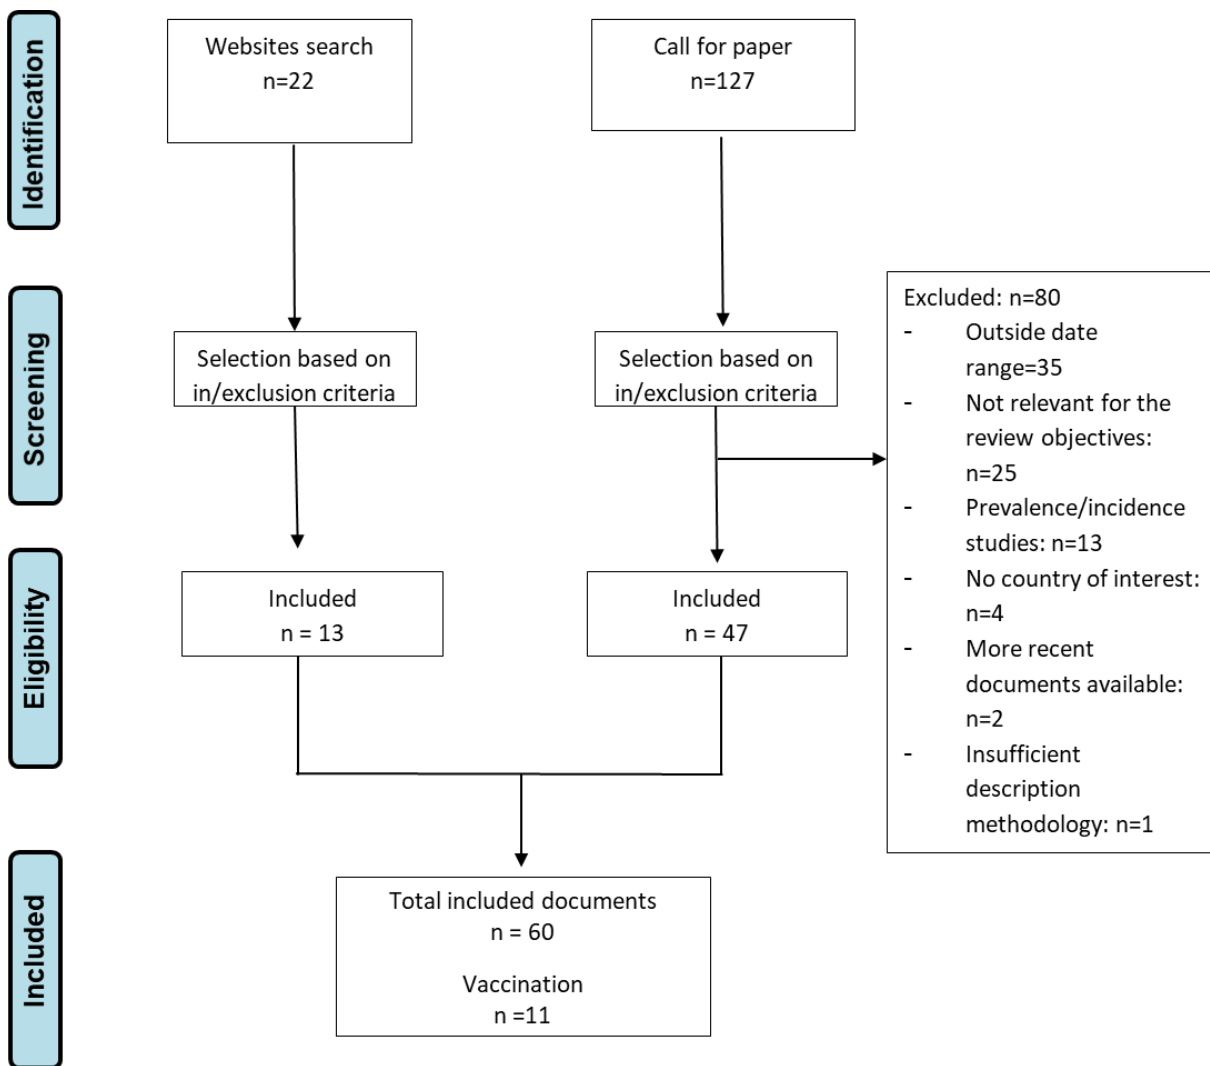 Identification
Websites search
n=22
Call for paper
n=127
Screening
Selection based on
in/exclusion criteria
Selection based on
in/exclusion criteria
Excluded: n=80
- Outside date
range=35
- Not relevant for the
review objectives:
n=25
- Prevalence/incidence
studies: n=13
- No country of interest:
n=4
- More recent
documents available:
n=2
- Insufficient
description
methodology: n=1
Eligibility
Included
n = 13
Included
n = 47
Included
Total included documents
n = 60
Vaccination
n =11